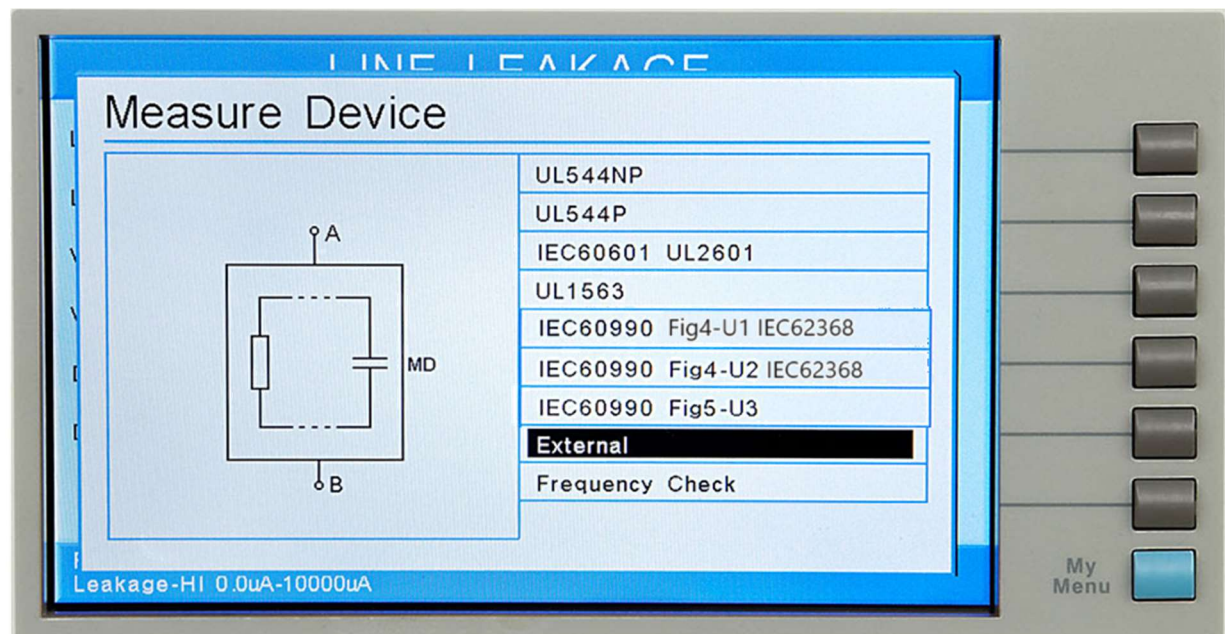 LINE LEAKAGE
Measure Device
UL544NP
UL544P
IEC60601 UL2601
UL1563
IEC60990 Fig4-U1 IEC62368
IEC60990 Fig4-U2 IEC62368
IEC60990 Fig5-U3
External
Frequency Check
A
MD
B
Leakage-HI 0.0uA-10000uA
My
Menu